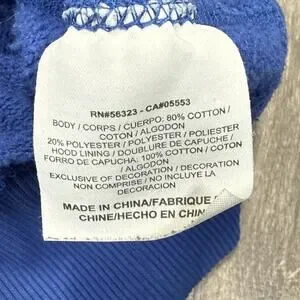 RN#56323 - CA#05553
BODY / CORPS / CUERPO: 80% COTTON /
COTON / ALGODON
20% POLYESTER / POLYESTER / POLIESTER
HOOD LINING / DOUBLURE DE CAPUCHE /
FORRO DE CAPUCHA: 100% COTTON / COTON
/ ALGODON
EXCLUSIVE OF DECORATION / DECORATION
NON COMPRISE / NO INCLUYE LA
DECORACION
MADE IN CHINA/FABRIQUE
CHINE/HECHO EN CHIN